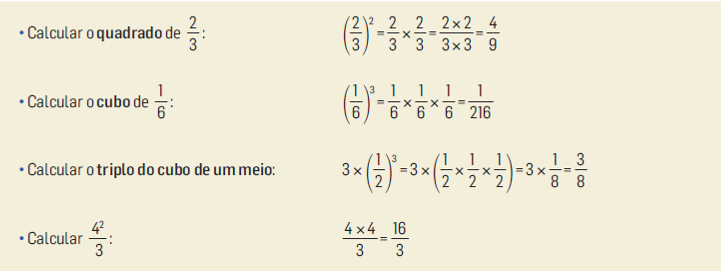 • Calcular o quadrado de 2/3: (2/3)² = 2/3 × 2/3 = 2×2/3×3 = 4/9
• Calcular o cubo de 1/6: (1/6)³ = 1/6 × 1/6 × 1/6 = 1/216
• Calcular o triplo do cubo de um meio: 3 × (1/2)³ = 3 × (1/2 × 1/2 × 1/2) = 3 × 1/8 = 3/8
• Calcular 4²/3: 4×4/3 = 16/3